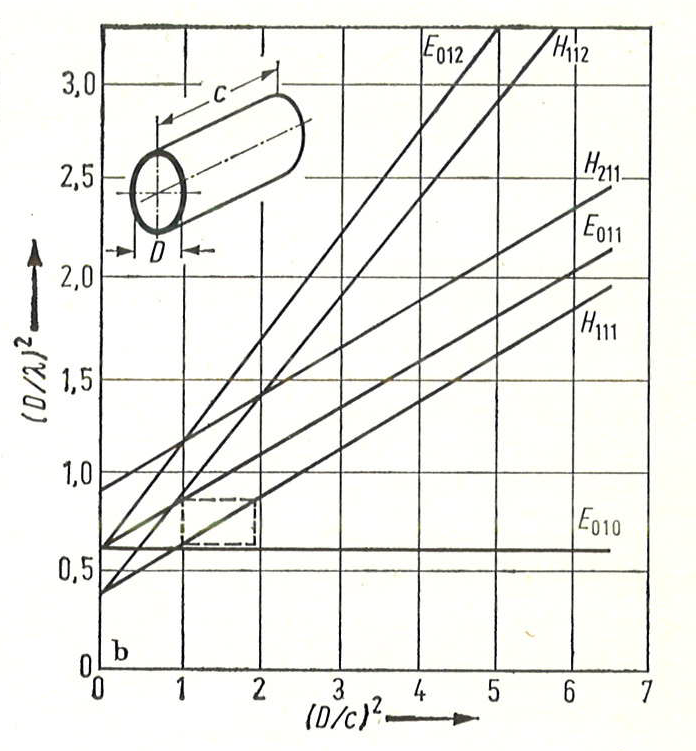 E012 H112
3,0
c
2,5
H211
D
E011
2,0
H111
(D/λ)²
1,5
1,0
E010
0,5
b
0
0 1 2 3 4 5 6 7
(D/c)²